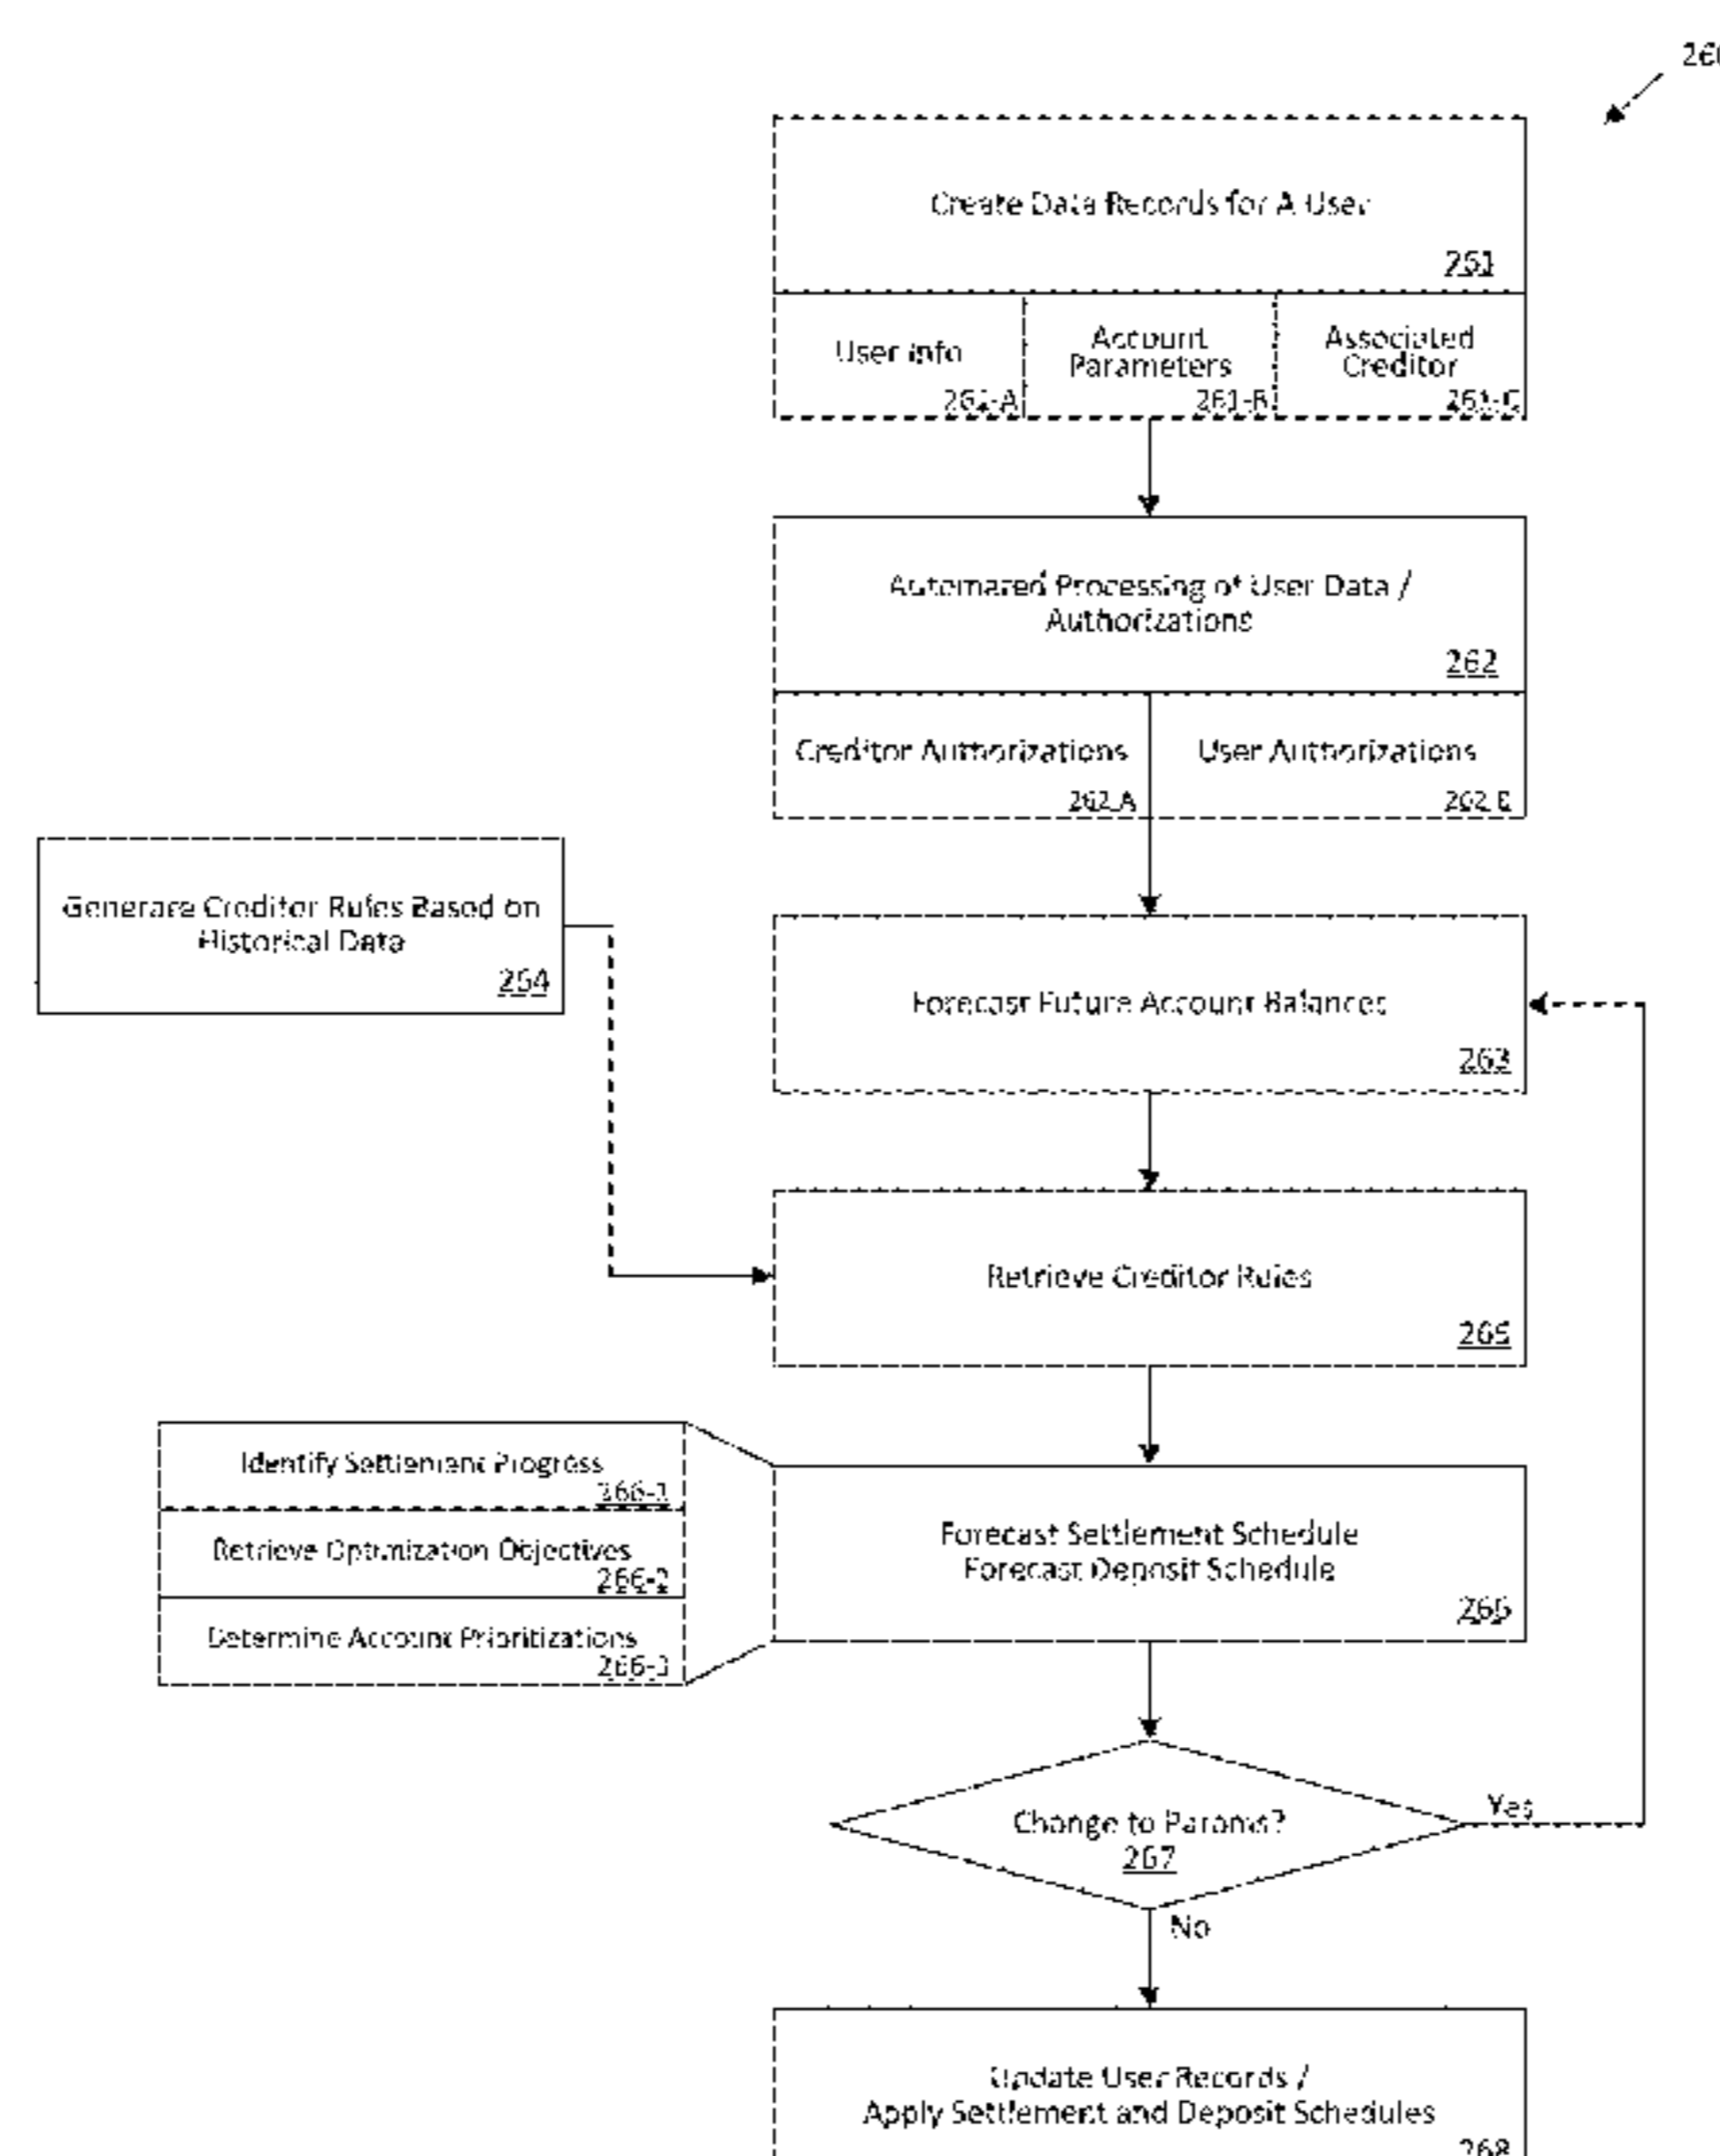 Create Data Records for A User
261
User Info
Account
Parameters
261-B
Associated
Creditor
261-C
Automated Processing of User Data /
Authorizations
262
Creditor Authorizations
262-A
User Authorizations
Generate Creditor Rules Based on
Historical Data
264
Forecast Future Account Balances
263
Retrieve Creditor Rules
265
Identify Settlement Progress
266-1
Retrieve Optimization Objectives
266-2
Determine Account Prioritizations
266-3
Forecast Settlement Schedule
Forecast Deposit Schedule
266
Change to Params?
267
Yes
No
Update User Records /
Apply Settlement and Deposit Schedules
268